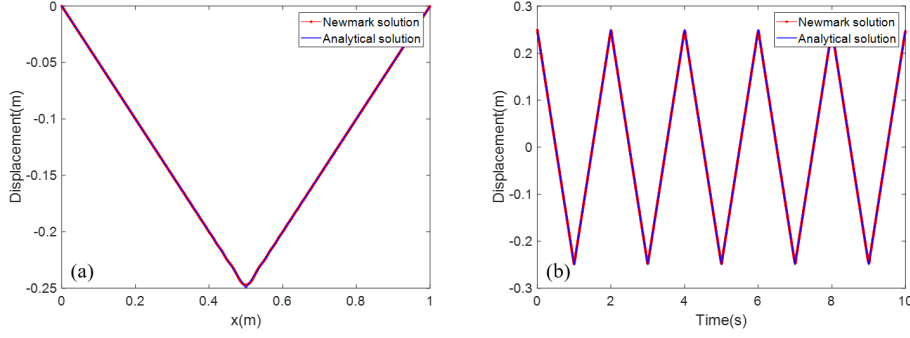 0
-0.05
-0.1
-0.15
-0.2
-0.25
Displacement(m)
Newmark solution
Analytical solution
(a)
0 0.2 0.4 0.6 0.8 1
x(m)
0.3
0.2
0.1
0
-0.1
-0.2
-0.3
Displacement(m)
Newmark solution
Analytical solution
(b)
0 2 4 6 8 10
Time(s)